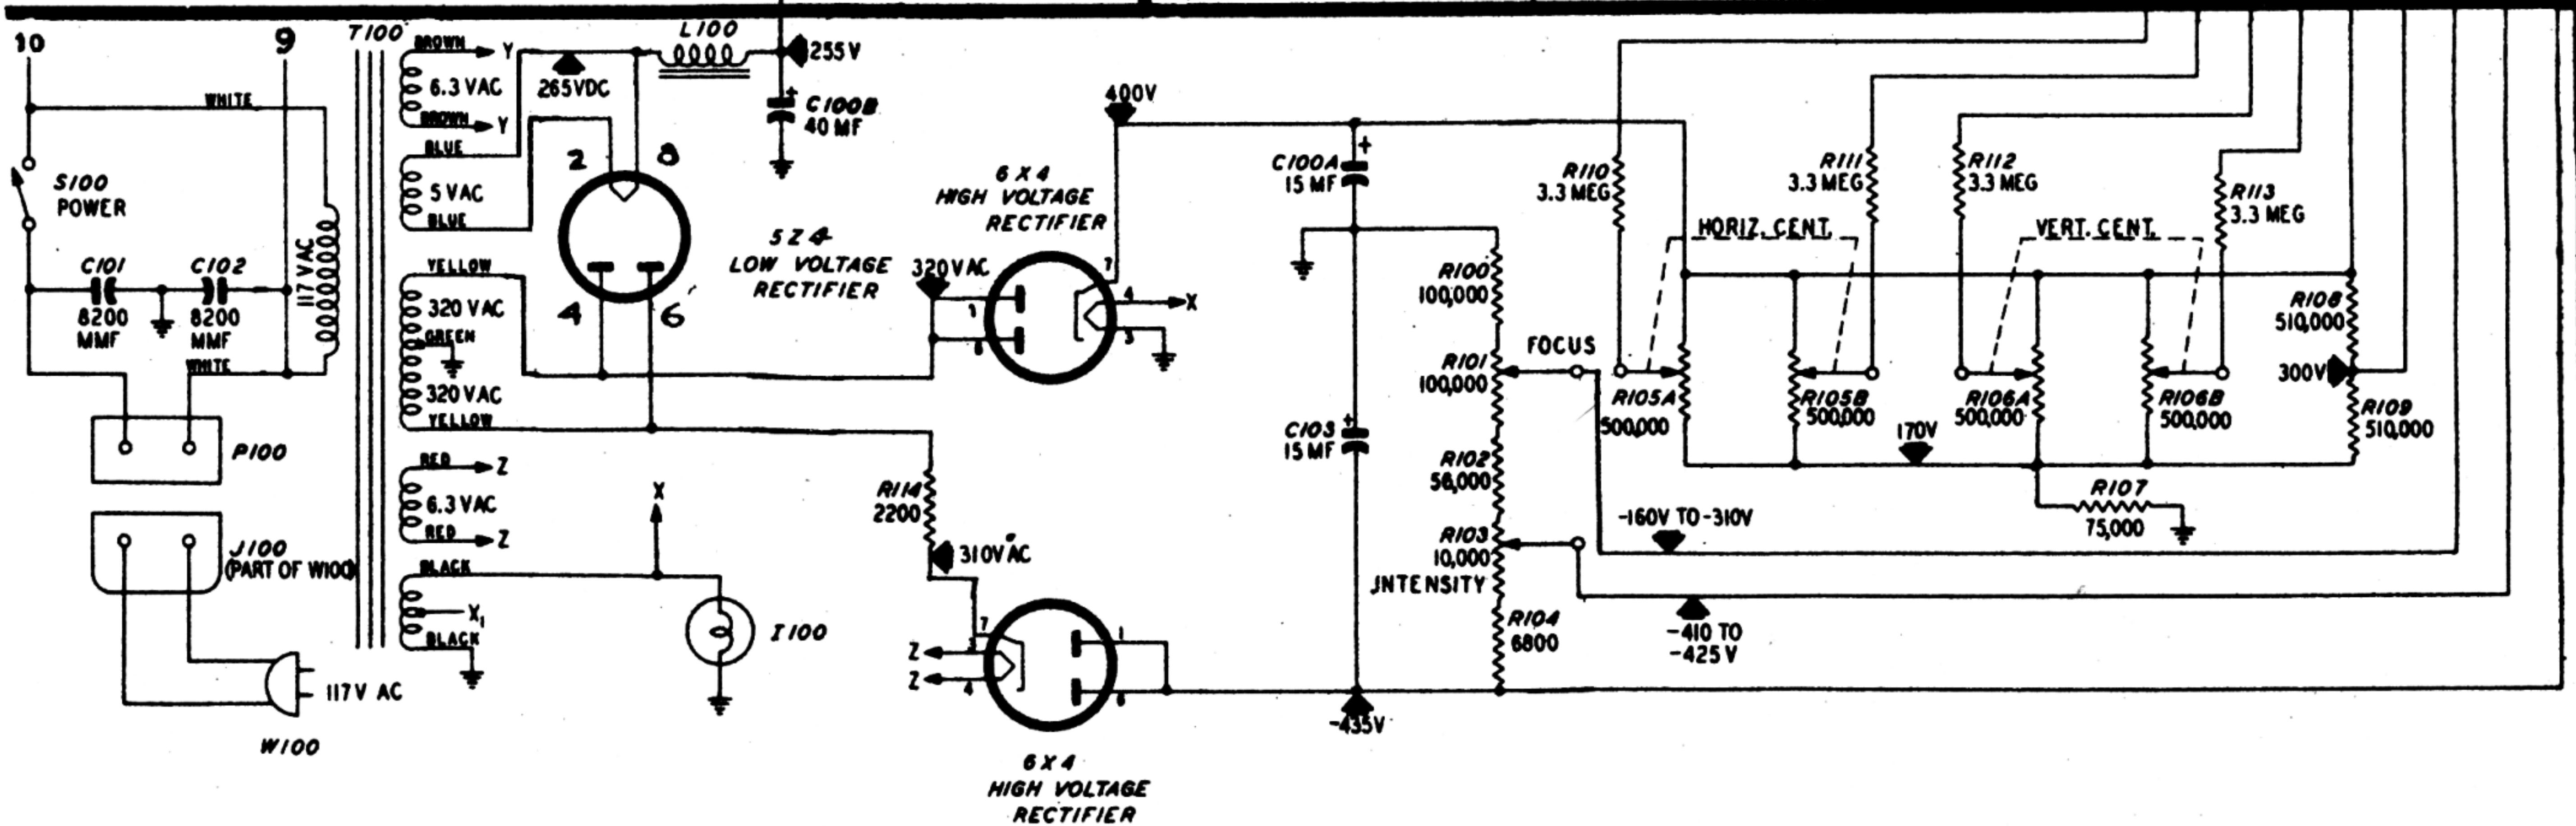 10
9
T100
L100
BROWN
Y
6.3 VAC
BROWN
Y
265VDC
255V
+
C100B
40 MF
WHITE
BLUE
5 VAC
BLUE
2
8
4
6
5Z4
LOW VOLTAGE
RECTIFIER
S100
POWER
C101
8200
MMF
C102
8200
MMF
117 VAC
WHITE
YELLOW
320 VAC
GREEN
320 VAC
YELLOW
P100
J100
(PART OF W100)
117V AC
W100
RED
Z
6.3 VAC
RED
Z
BLACK
X₁
BLACK
X
I100
6X4
HIGH VOLTAGE
RECTIFIER
320VAC
1
6
7
4
3
X
400V
R114
2200
310VAC
Z
Z
7
3
4
1
6
6X4
HIGH VOLTAGE
RECTIFIER
C100A
15 MF
+
C103
15 MF
+
-435V
R100
100,000
R101
100,000
FOCUS
R102
56,000
R103
10,000
INTENSITY
R104
6800
-160V TO -310V
-410 TO
-425 V
R110
3.3 MEG
R111
3.3 MEG
R112
3.3 MEG
R113
3.3 MEG
HORIZ. CENT.
VERT. CENT.
R105A
500,000
R105B
500,000
R106A
500,000
R106B
500,000
170V
R107
75,000
R108
510,000
300V
R109
510,000